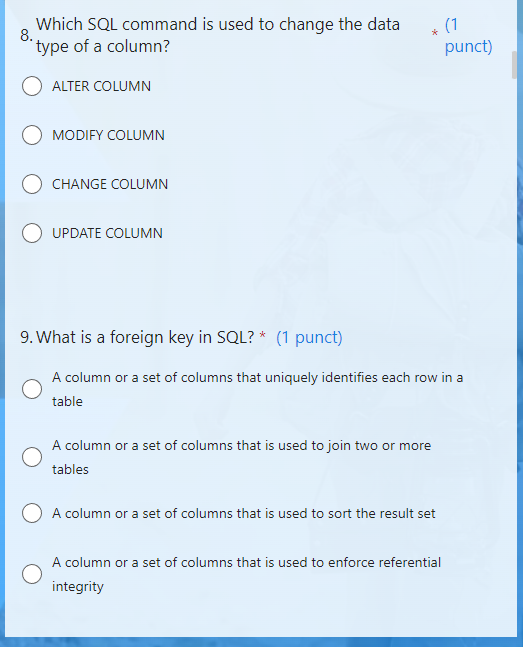 8. Which SQL command is used to change the data * (1
type of a column? punct)
ALTER COLUMN
MODIFY COLUMN
CHANGE COLUMN
UPDATE COLUMN
9. What is a foreign key in SQL? * (1 punct)
A column or a set of columns that uniquely identifies each row in a
table
A column or a set of columns that is used to join two or more
tables
A column or a set of columns that is used to sort the result set
A column or a set of columns that is used to enforce referential
integrity